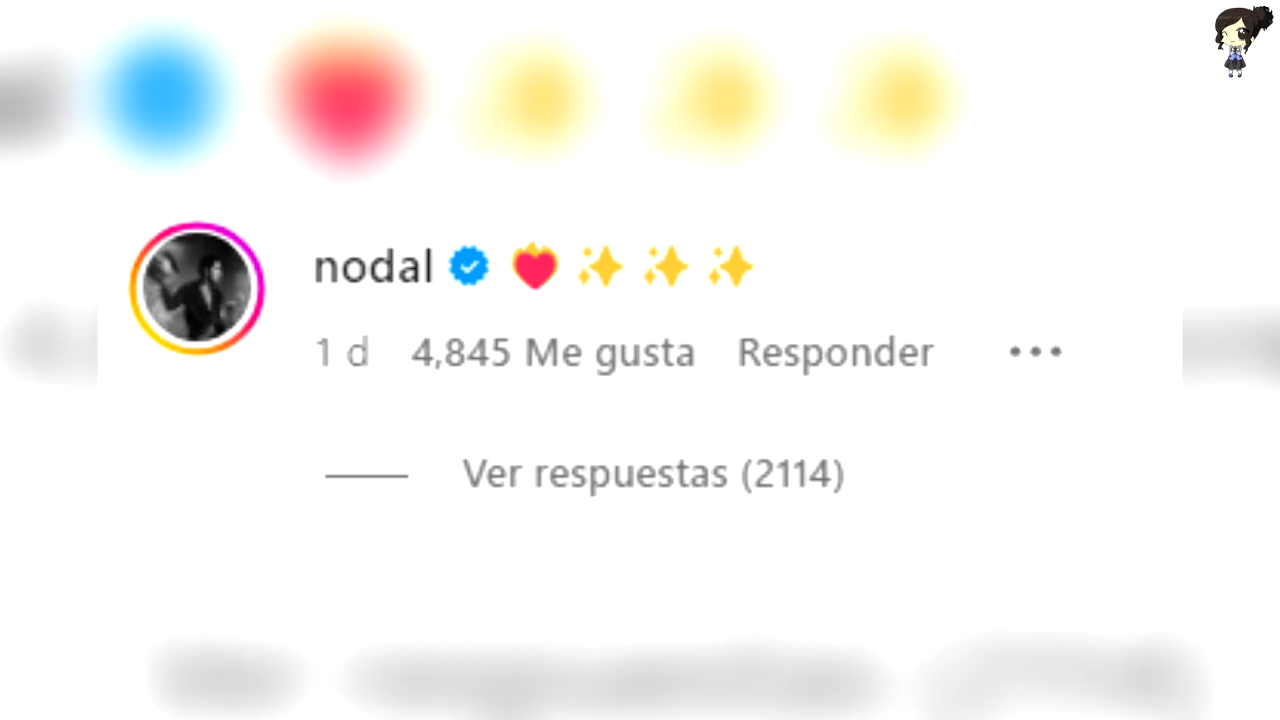 nodal ❤️‍🔥 ✨ ✨ ✨
1 d 4,845 Me gusta Responder ...
Ver respuestas (2114)